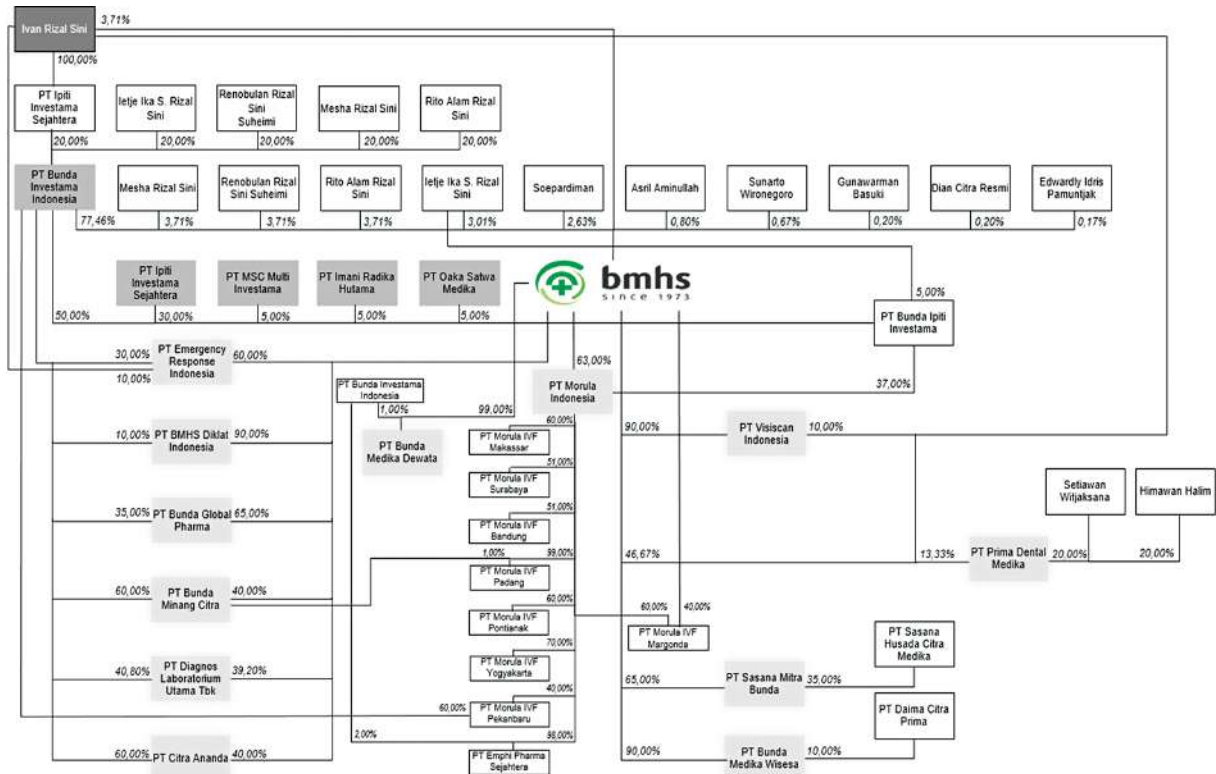 Ivan Rizal Sini
3,71%
100,00%
PT Ipiti
Investama
Sejahtera
Ietje Ika S. Rizal
Sini
Renobulan Rizal
Sini
Suheimi
Mesha Rizal Sini
Rito Alam Rizal
Sini
20,00%
20,00%
20,00%
20,00%
20,00%
PT Bunda
Investama
Indonesia
Mesha Rizal Sini
Renobulan Rizal
Sini Suheimi
Rito Alam Rizal
Sini
Ietje Ika S. Rizal
Sini
Soepardiman
Asril Aminullah
Sunarto
Wironegoro
Gunawarman
Basuki
Dian Citra Resmi
Edwardly Idris
Pamuntjak
77,46%
3,71%
3,71%
3,71%
3,01%
2,63%
0,80%
0,67%
0,20%
0,20%
0,17%
PT Ipiti
Investama
Sejahtera
PT MSC Multi
Investama
PT Imani Radika
Hutama
PT Oaka Satwa
Medika
bmhs
since 1973
5,00%
PT Bunda Ipiti
Investama
50,00%
30,00%
5,00%
5,00%
5,00%
30,00%
PT Emergency
Response
Indonesia
60,00%
10,00%
63,00%
PT Morula
Indonesia
37,00%
PT Bunda Investama
Indonesia
1,00%
99,00%
PT Bunda
Medika Dewata
10,00%
PT BMHS Diklat
Indonesia
90,00%
60,00%
PT Morula IVF
Makassar
51,00%
PT Morula IVF
Surabaya
51,00%
PT Morula IVF
Bandung
90,00%
PT Visiscan
Indonesia
10,00%
Setiawan
Witjaksana
Himawan Halim
35,00%
PT Bunda Global
Pharma
65,00%
1,00%
99,00%
PT Morula IVF
Padang
46,67%
13,33%
PT Prima Dental
Medika
20,00%
20,00%
60,00%
PT Bunda
Minang Citra
40,00%
60,00%
PT Morula IVF
Pontianak
60,00%
40,00%
PT Morula IVF
Margonda
PT Sasana
Husada Citra
Medika
40,80%
PT Diagnos
Laboratorium
Utama Tbk
39,20%
70,00%
PT Morula IVF
Yogyakarta
65,00%
PT Sasana Mitra
Bunda
35,00%
40,00%
60,00%
PT Morula IVF
Pekanbaru
PT Daima Citra
Prima
60,00%
PT Citra Ananda
40,00%
2,00%
98,00%
PT Emphi Pharma
Sejahtera
90,00%
PT Bunda
Medika Wisesa
10,00%